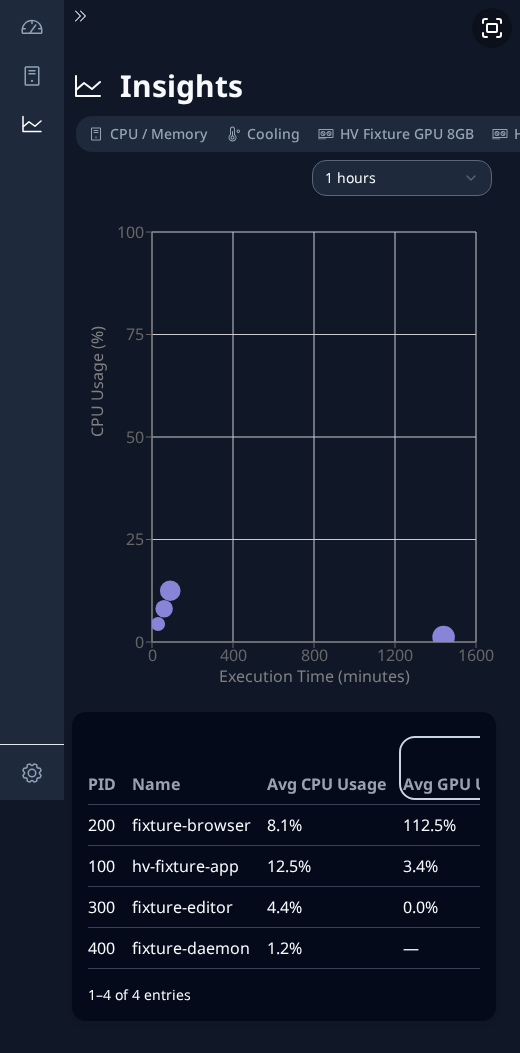 Insights
CPU / Memory Cooling HV Fixture GPU 8GB H
1 hours
100
75
50
25
0
CPU Usage (%)
0 400 800 1200 1600
Execution Time (minutes)
PID Name Avg CPU Usage Avg GPU U
200 fixture-browser 8.1% 112.5%
100 hv-fixture-app 12.5% 3.4%
300 fixture-editor 4.4% 0.0%
400 fixture-daemon 1.2% —
1–4 of 4 entries